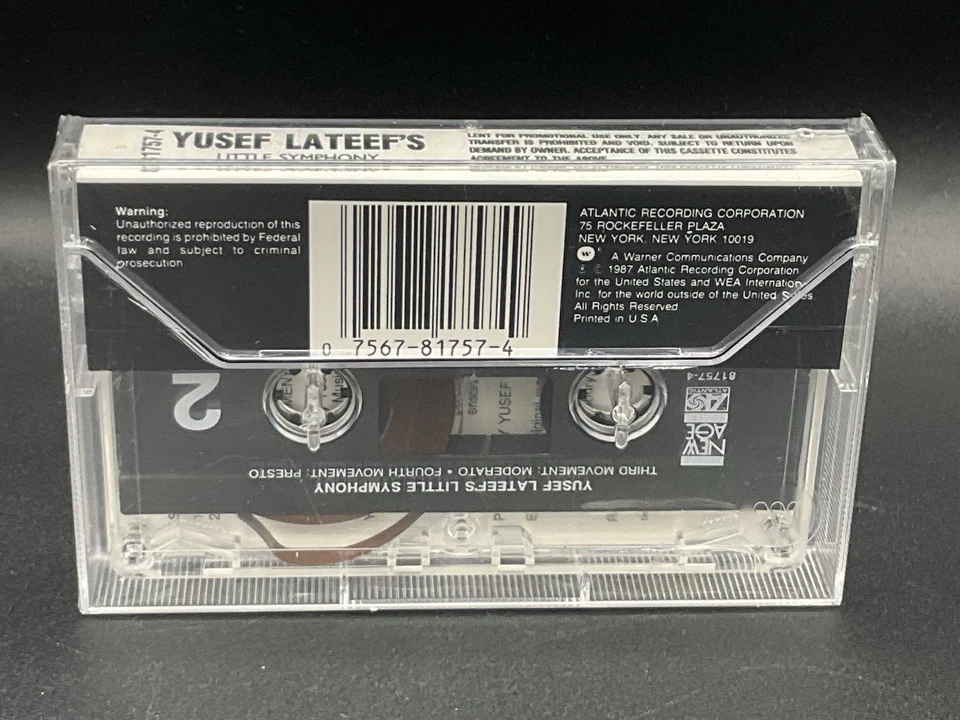 YUSEF LATEEF'S
LITTLE SYMPHONY
LENT FOR PROMOTIONAL USE ONLY. ANY SALE OR UNAUTHORIZED
TRANSFER IS PROHIBITED AND VOID. SUBJECT TO RETURN UPON
DEMAND BY OWNER. ACCEPTANCE OF THIS CASSETTE CONSTITUTES
AGREEMENT TO THE ABOVE.
Warning:
Unauthorized reproduction of this
recording is prohibited by Federal
law and subject to criminal
prosecution
0 7567-81757-4
ATLANTIC RECORDING CORPORATION
75 ROCKEFELLER PLAZA
NEW YORK, NEW YORK 10019
A Warner Communications Company
1987 Atlantic Recording Corporation
for the United States and WEA International
Inc. for the world outside of the United States
All Rights Reserved
Printed in U.S.A
2
81757-4
ATLANTIC
NEW
AGE
YUSEF
THIRD MOVEMENT: MODERATO • FOURTH MOVEMENT: PRESTO
YUSEF LATEEF'S LITTLE SYMPHONY